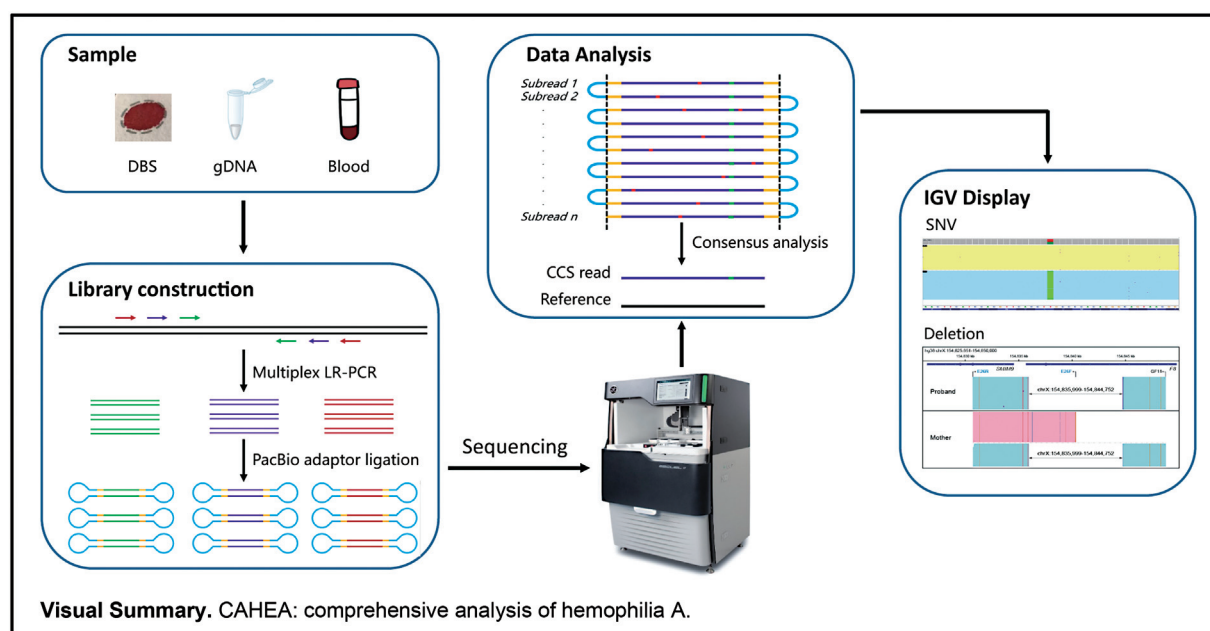 Sample
DBS
gDNA
Blood
Library construction
Multiplex LR-PCR
PacBio adaptor ligation
Sequencing
Data Analysis
Subread 1
Subread 2
.
.
.
.
.
.
.
.
Subread n
Consensus analysis
CCS read
Reference
IGV Display
SNV
Deletion
Proband
chrX:154,835,999-154,844,752
Mother
chrX:154,835,999-154,844,752
Visual Summary. CAHEA: comprehensive analysis of hemophilia A.